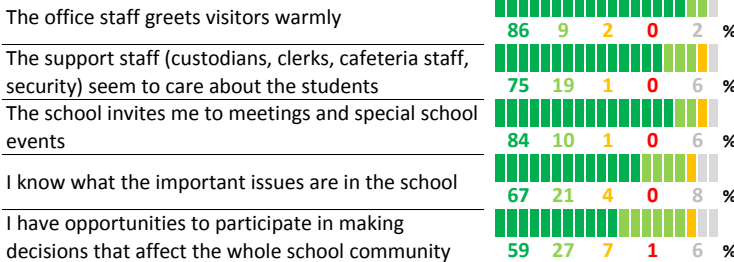 The office staff greets visitors warmly
86 9 2 0 2 %
The support staff (custodians, clerks, cafeteria staff,
security) seem to care about the students
75 19 1 0 6 %
The school invites me to meetings and special school
events
84 10 1 0 6 %
I know what the important issues are in the school
67 21 4 0 8 %
I have opportunities to participate in making
decisions that affect the whole school community
59 27 7 1 6 %